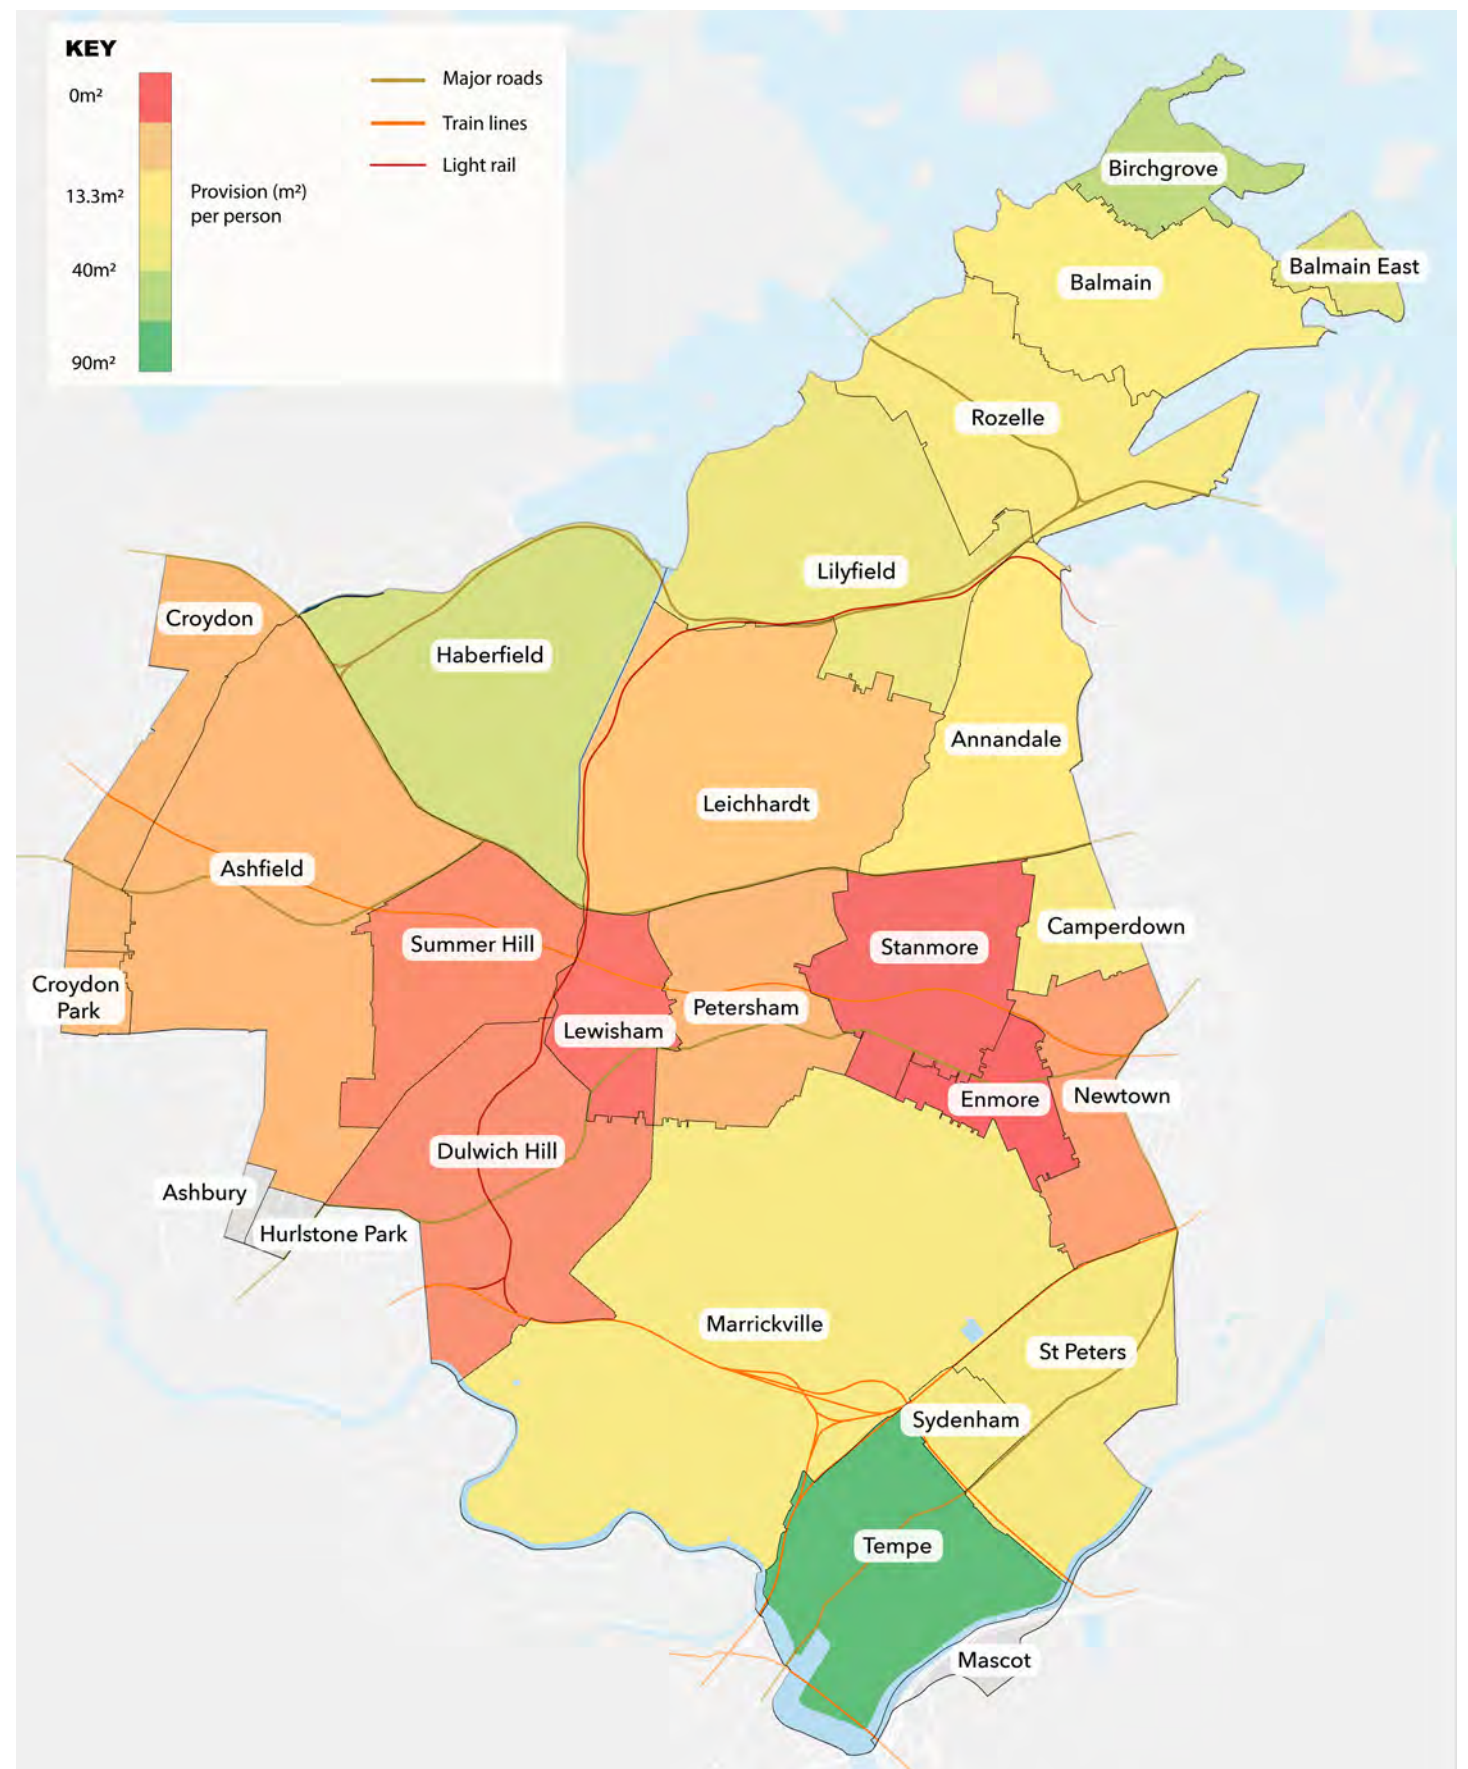 KEY
0m²
13.3m²
40m²
90m²
Provision (m²)
per person
Major roads
Train lines
Light rail
Birchgrove
Balmain East
Balmain
Rozelle
Lilyfield
Croydon
Haberfield
Annandale
Leichhardt
Ashfield
Camperdown
Summer Hill
Stanmore
Croydon
Park
Petersham
Lewisham
Enmore
Newtown
Dulwich Hill
Ashbury
Hurlstone Park
Marrickville
St Peters
Sydenham
Tempe
Mascot